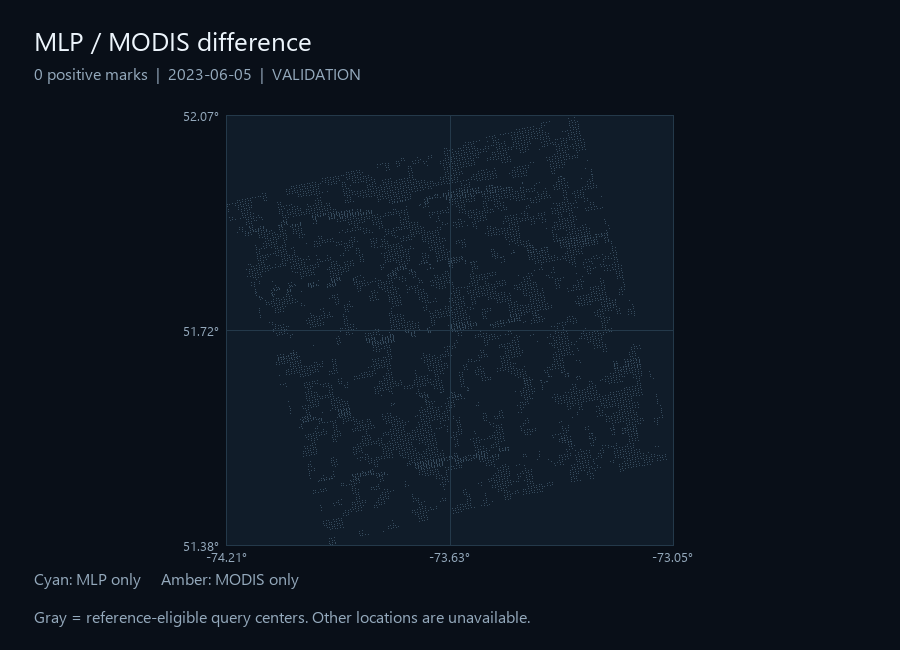 MLP / MODIS difference
0 positive marks | 2023-06-05 | VALIDATION
52.07°
51.72°
51.38°
-74.21° -73.63° -73.05°
Cyan: MLP only Amber: MODIS only
Gray = reference-eligible query centers. Other locations are unavailable.